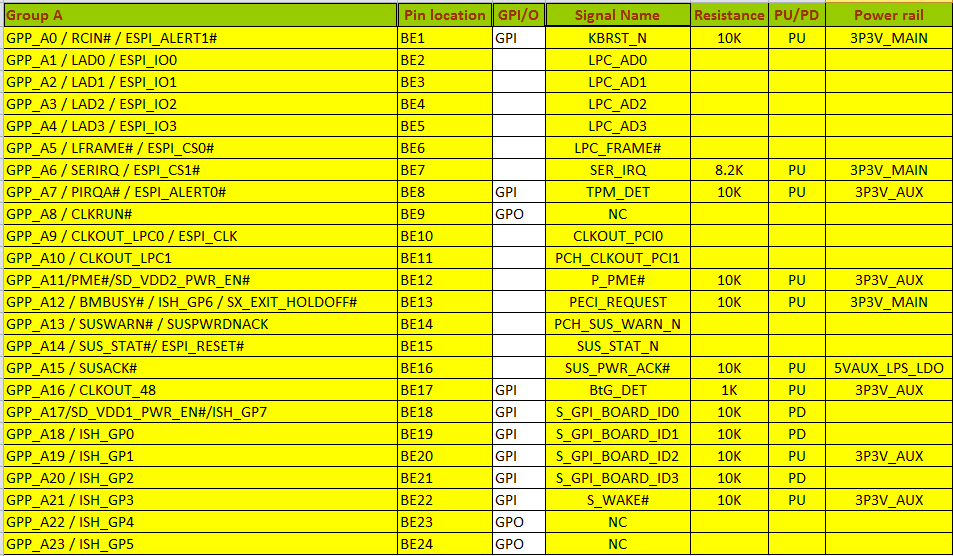 Group A Pin location GPI/O Signal Name Resistance PU/PD Power rail
GPP_A0 / RCIN# / ESPI_ALERT1# BE1 GPI KBRST_N 10K PU 3P3V_MAIN
GPP_A1 / LAD0 / ESPI_IO0 BE2 LPC_AD0
GPP_A2 / LAD1 / ESPI_IO1 BE3 LPC_AD1
GPP_A3 / LAD2 / ESPI_IO2 BE4 LPC_AD2
GPP_A4 / LAD3 / ESPI_IO3 BE5 LPC_AD3
GPP_A5 / LFRAME# / ESPI_CS0# BE6 LPC_FRAME#
GPP_A6 / SERIRQ / ESPI_CS1# BE7 SER_IRQ 8.2K PU 3P3V_MAIN
GPP_A7 / PIRQA# / ESPI_ALERT0# BE8 GPI TPM_DET 10K PU 3P3V_AUX
GPP_A8 / CLKRUN# BE9 GPO NC
GPP_A9 / CLKOUT_LPC0 / ESPI_CLK BE10 CLKOUT_PCI0
GPP_A10 / CLKOUT_LPC1 BE11 PCH_CLKOUT_PCI1
GPP_A11/PME#/SD_VDD2_PWR_EN# BE12 P_PME# 10K PU 3P3V_AUX
GPP_A12 / BMBUSY# / ISH_GP6 / SX_EXIT_HOLDOFF# BE13 PECI_REQUEST 10K PU 3P3V_MAIN
GPP_A13 / SUSWARN# / SUSPWRDNACK BE14 PCH_SUS_WARN_N
GPP_A14 / SUS_STAT#/ ESPI_RESET# BE15 SUS_STAT_N
GPP_A15 / SUSACK# BE16 SUS_PWR_ACK# 10K PU 5VAUX_LPS_LDO
GPP_A16 / CLKOUT_48 BE17 GPI BtG_DET 1K PU 3P3V_AUX
GPP_A17/SD_VDD1_PWR_EN#/ISH_GP7 BE18 GPI S_GPI_BOARD_ID0 10K PD
GPP_A18 / ISH_GP0 BE19 GPI S_GPI_BOARD_ID1 10K PD
GPP_A19 / ISH_GP1 BE20 GPI S_GPI_BOARD_ID2 10K PU 3P3V_AUX
GPP_A20 / ISH_GP2 BE21 GPI S_GPI_BOARD_ID3 10K PD
GPP_A21 / ISH_GP3 BE22 GPI S_WAKE# 10K PU 3P3V_AUX
GPP_A22 / ISH_GP4 BE23 GPO NC
GPP_A23 / ISH_GP5 BE24 GPO NC